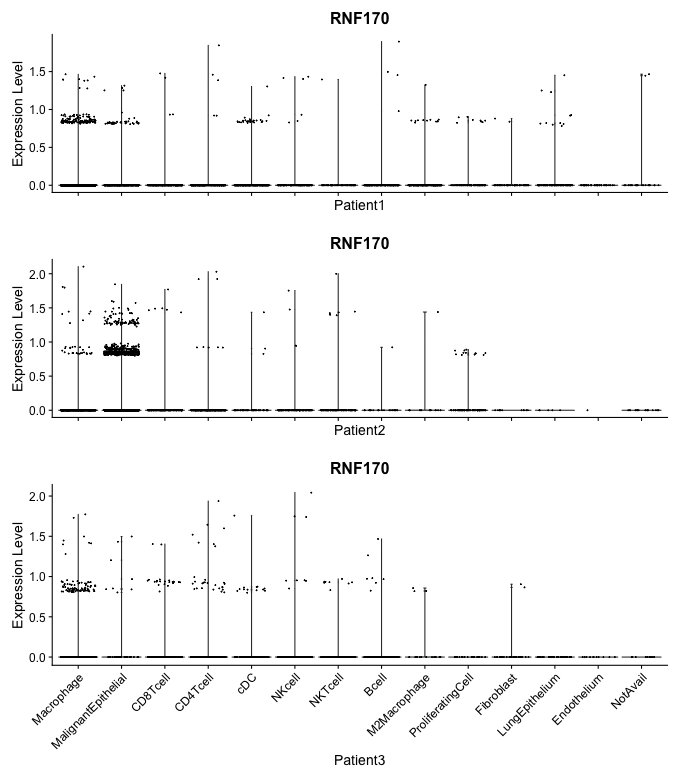 RNF170
Expression Level
1.5
1.0
0.5
0.0
Patient1
RNF170
Expression Level
2.0
1.5
1.0
0.5
0.0
Patient2
RNF170
Expression Level
2.0
1.5
1.0
0.5
0.0
Macrophage
MalignantEpithelial
CD8Tcell
CD4Tcell
cDC
NKcell
NKTcell
Bcell
M2Macrophage
ProliferatingCell
Fibroblast
LungEpithelium
Endothelium
NotAvail
Patient3